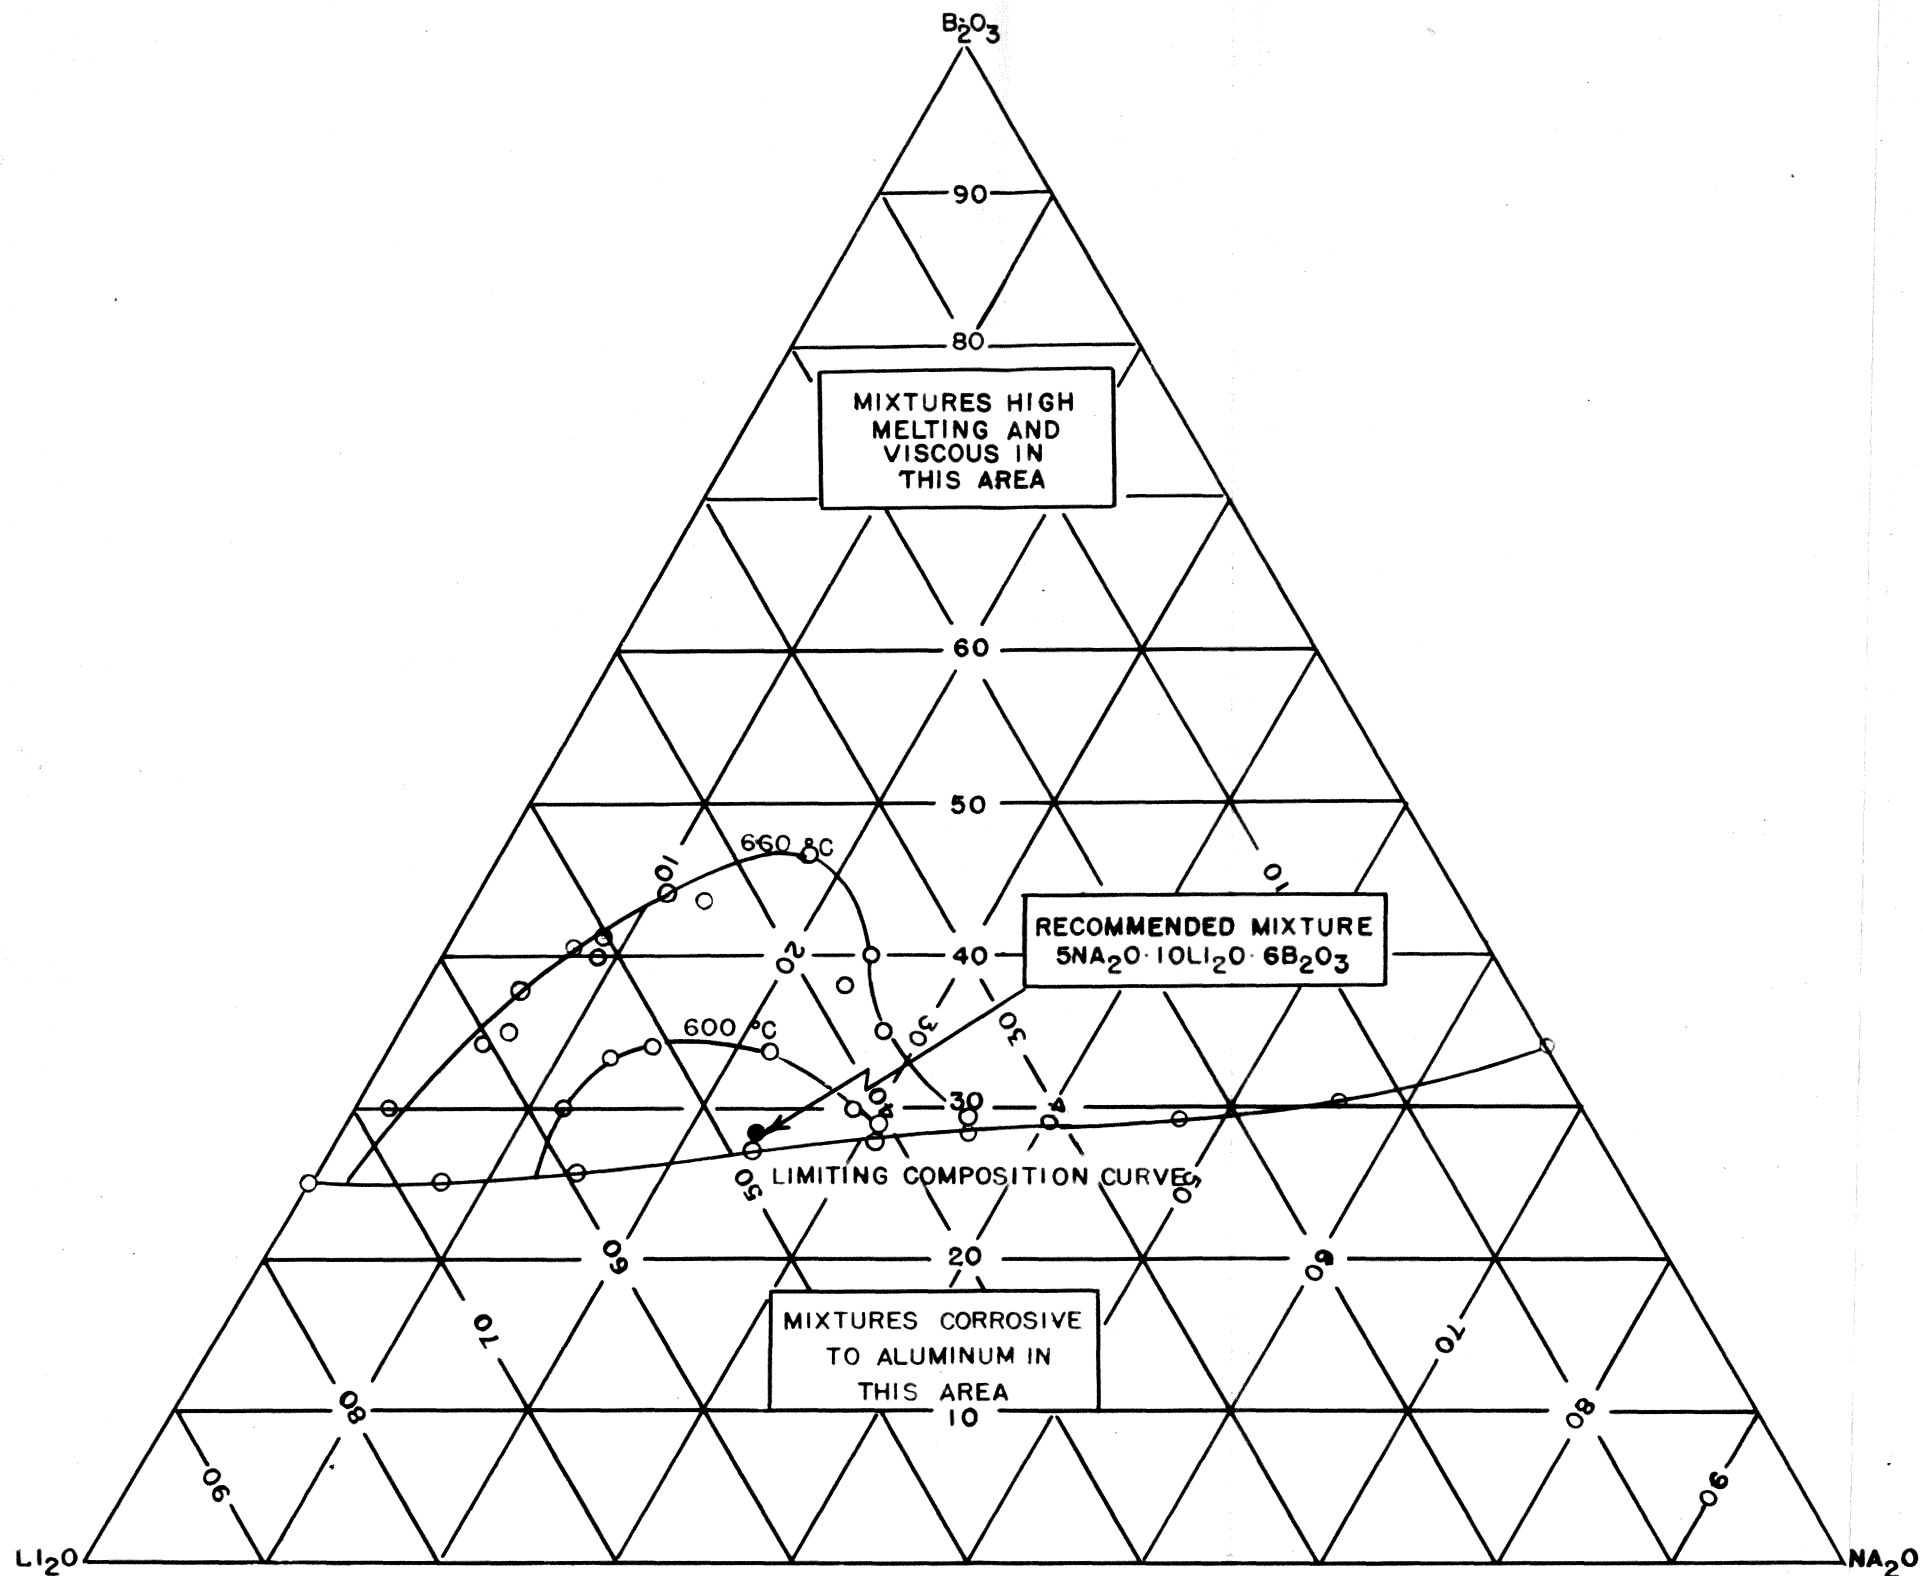 B₂O₃
90
80
MIXTURES HIGH
MELTING AND
VISCOUS IN
THIS AREA
60
50
660 °C
10
10
RECOMMENDED MIXTURE
5NA₂O·10LI₂O·6B₂O₃
20
40
600 °C
30
30
40
30
40
50
LIMITING COMPOSITION CURVE
50
60
20
60
MIXTURES CORROSIVE
TO ALUMINUM IN
THIS AREA
70
70
80
10
80
90
90
LI₂O
NA₂O